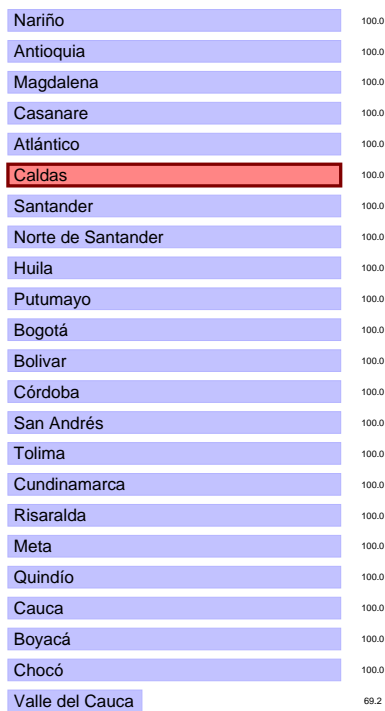 Nariño 100.0
Antioquia 100.0
Magdalena 100.0
Casanare 100.0
Atlántico 100.0
Caldas 100.0
Santander 100.0
Norte de Santander 100.0
Huila 100.0
Putumayo 100.0
Bogotá 100.0
Bolivar 100.0
Córdoba 100.0
San Andrés 100.0
Tolima 100.0
Cundinamarca 100.0
Risaralda 100.0
Meta 100.0
Quindío 100.0
Cauca 100.0
Boyacá 100.0
Chocó 100.0
Valle del Cauca 69.2